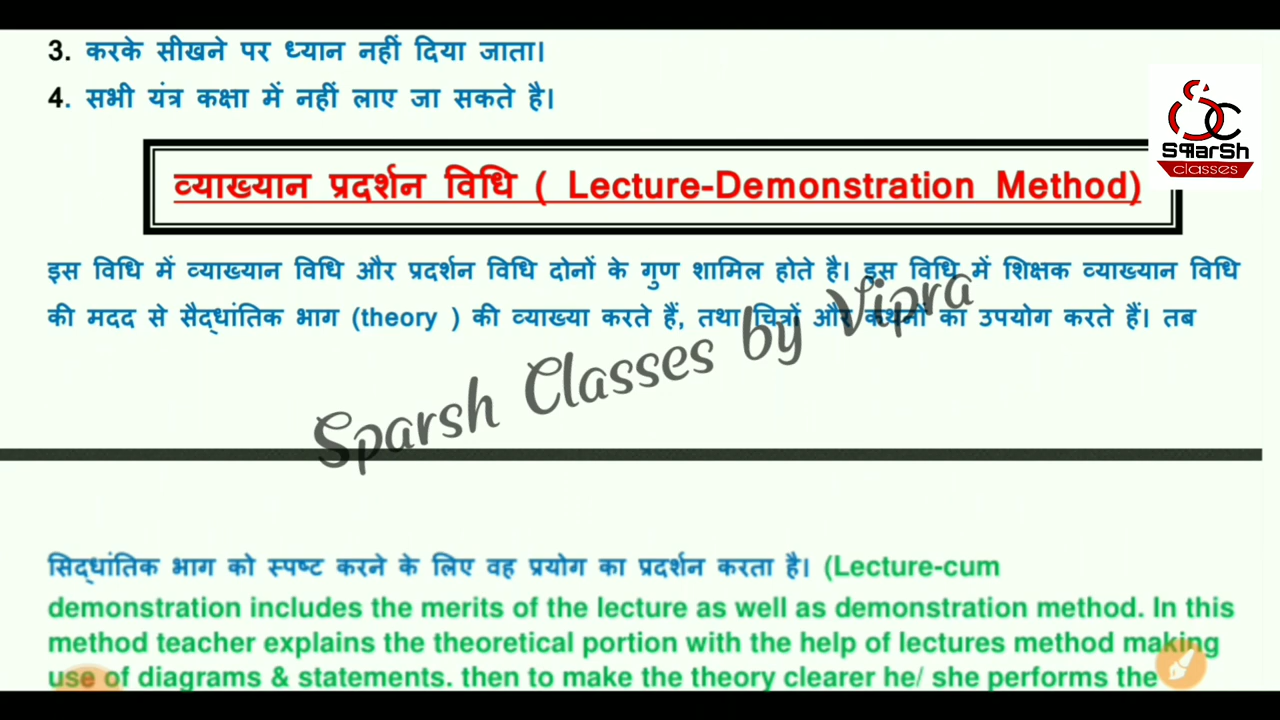 3. करके सीखने पर ध्यान नहीं दिया जाता।
4. सभी यंत्र कक्षा में नहीं लाए जा सकते है।
SपarSh
classes
व्याख्यान प्रदर्शन विधि ( Lecture-Demonstration Method)
इस विधि में व्याख्यान विधि और प्रदर्शन विधि दोनों के गुण शामिल होते है। इस विधि में शिक्षक व्याख्यान विधि
की मदद से सैद्धांतिक भाग (theory ) की व्याख्या करते हैं, तथा चित्रों और कथनों का उपयोग करते हैं। तब
Sparsh Classes by Vipra
सिद्धांतिक भाग को स्पष्ट करने के लिए वह प्रयोग का प्रदर्शन करता है। (Lecture-cum
demonstration includes the merits of the lecture as well as demonstration method. In this
method teacher explains the theoretical portion with the help of lectures method making
use of diagrams & statements. then to make the theory clearer he/ she performs the